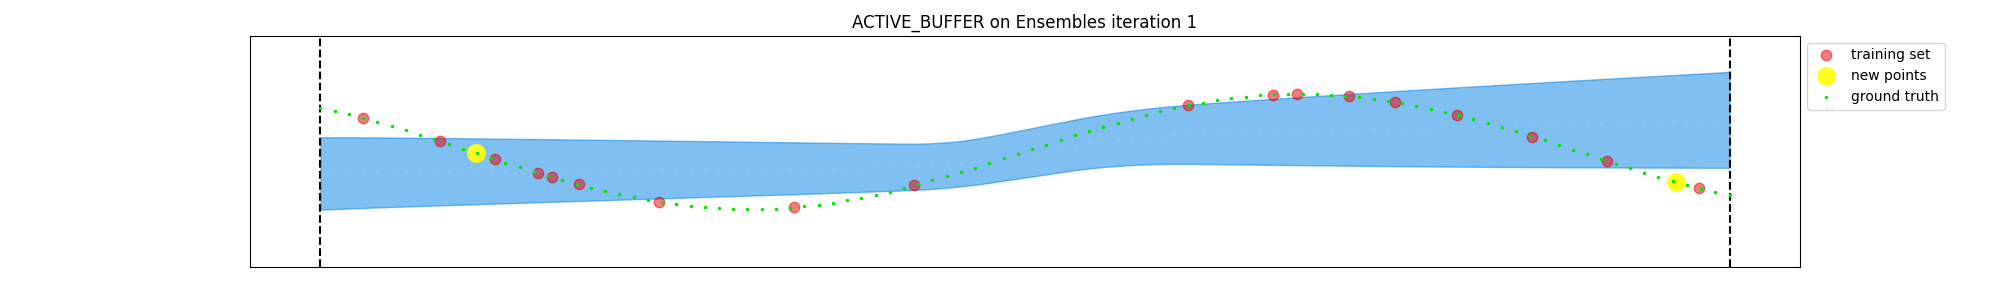 ACTIVE_BUFFER on Ensembles iteration 1
training set
new points
ground truth